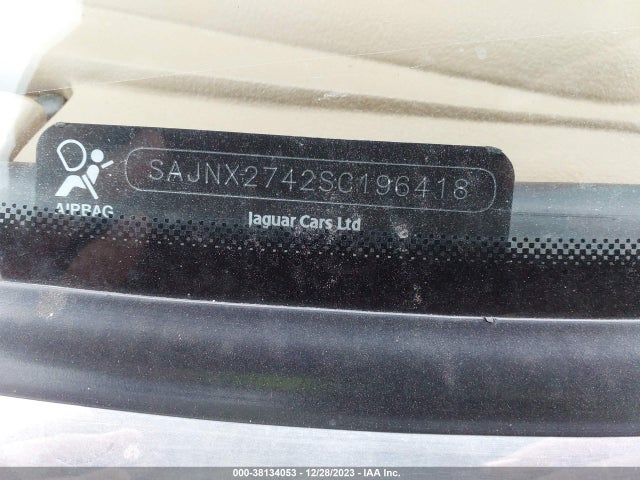 SAJNX2742SC196418
AIRBAG
Jaguar Cars Ltd
000-38134053 - 12/28/2023 - IAA Inc.